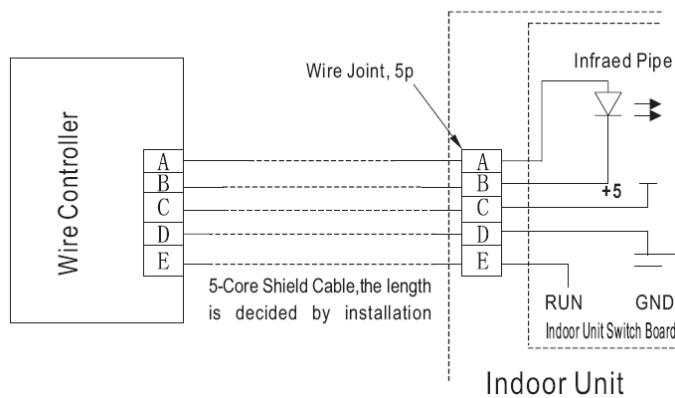 Wire Joint, 5p
Infraed Pipe
Wire Controller
A
B
C
D
E
A
B
C
D
E
+5
5-Core Shield Cable,the length
is decided by installation
RUN
GND
Indoor Unit Switch Board
Indoor Unit